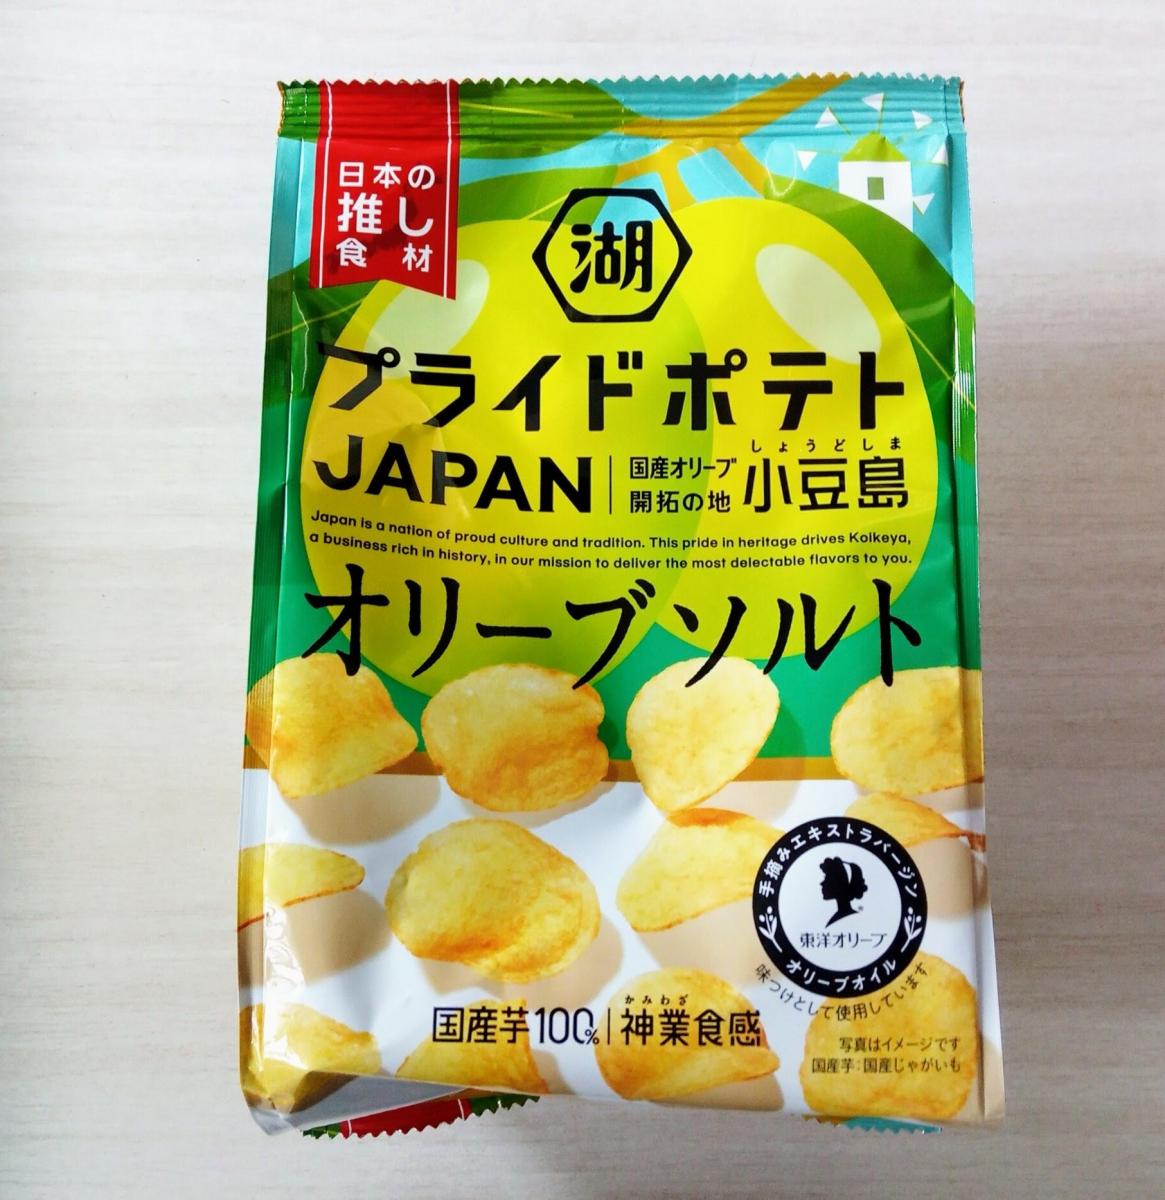 日本の
推し
食材
湖
プライドポテト
JAPAN
国産オリーブ
開拓の地
しょうどしま
小豆島
Japan is a nation of proud culture and tradition. This pride in heritage drives Koikeya,
a business rich in history, in our mission to deliver the most delectable flavors to you.
オリーブソルト
手摘みエキストラバージン
東洋オリーブ
オリーブオイル
味つけとして使用しています
国産芋100%
かみわざ
神業食感
写真はイメージです
国産芋:国産じゃがいも